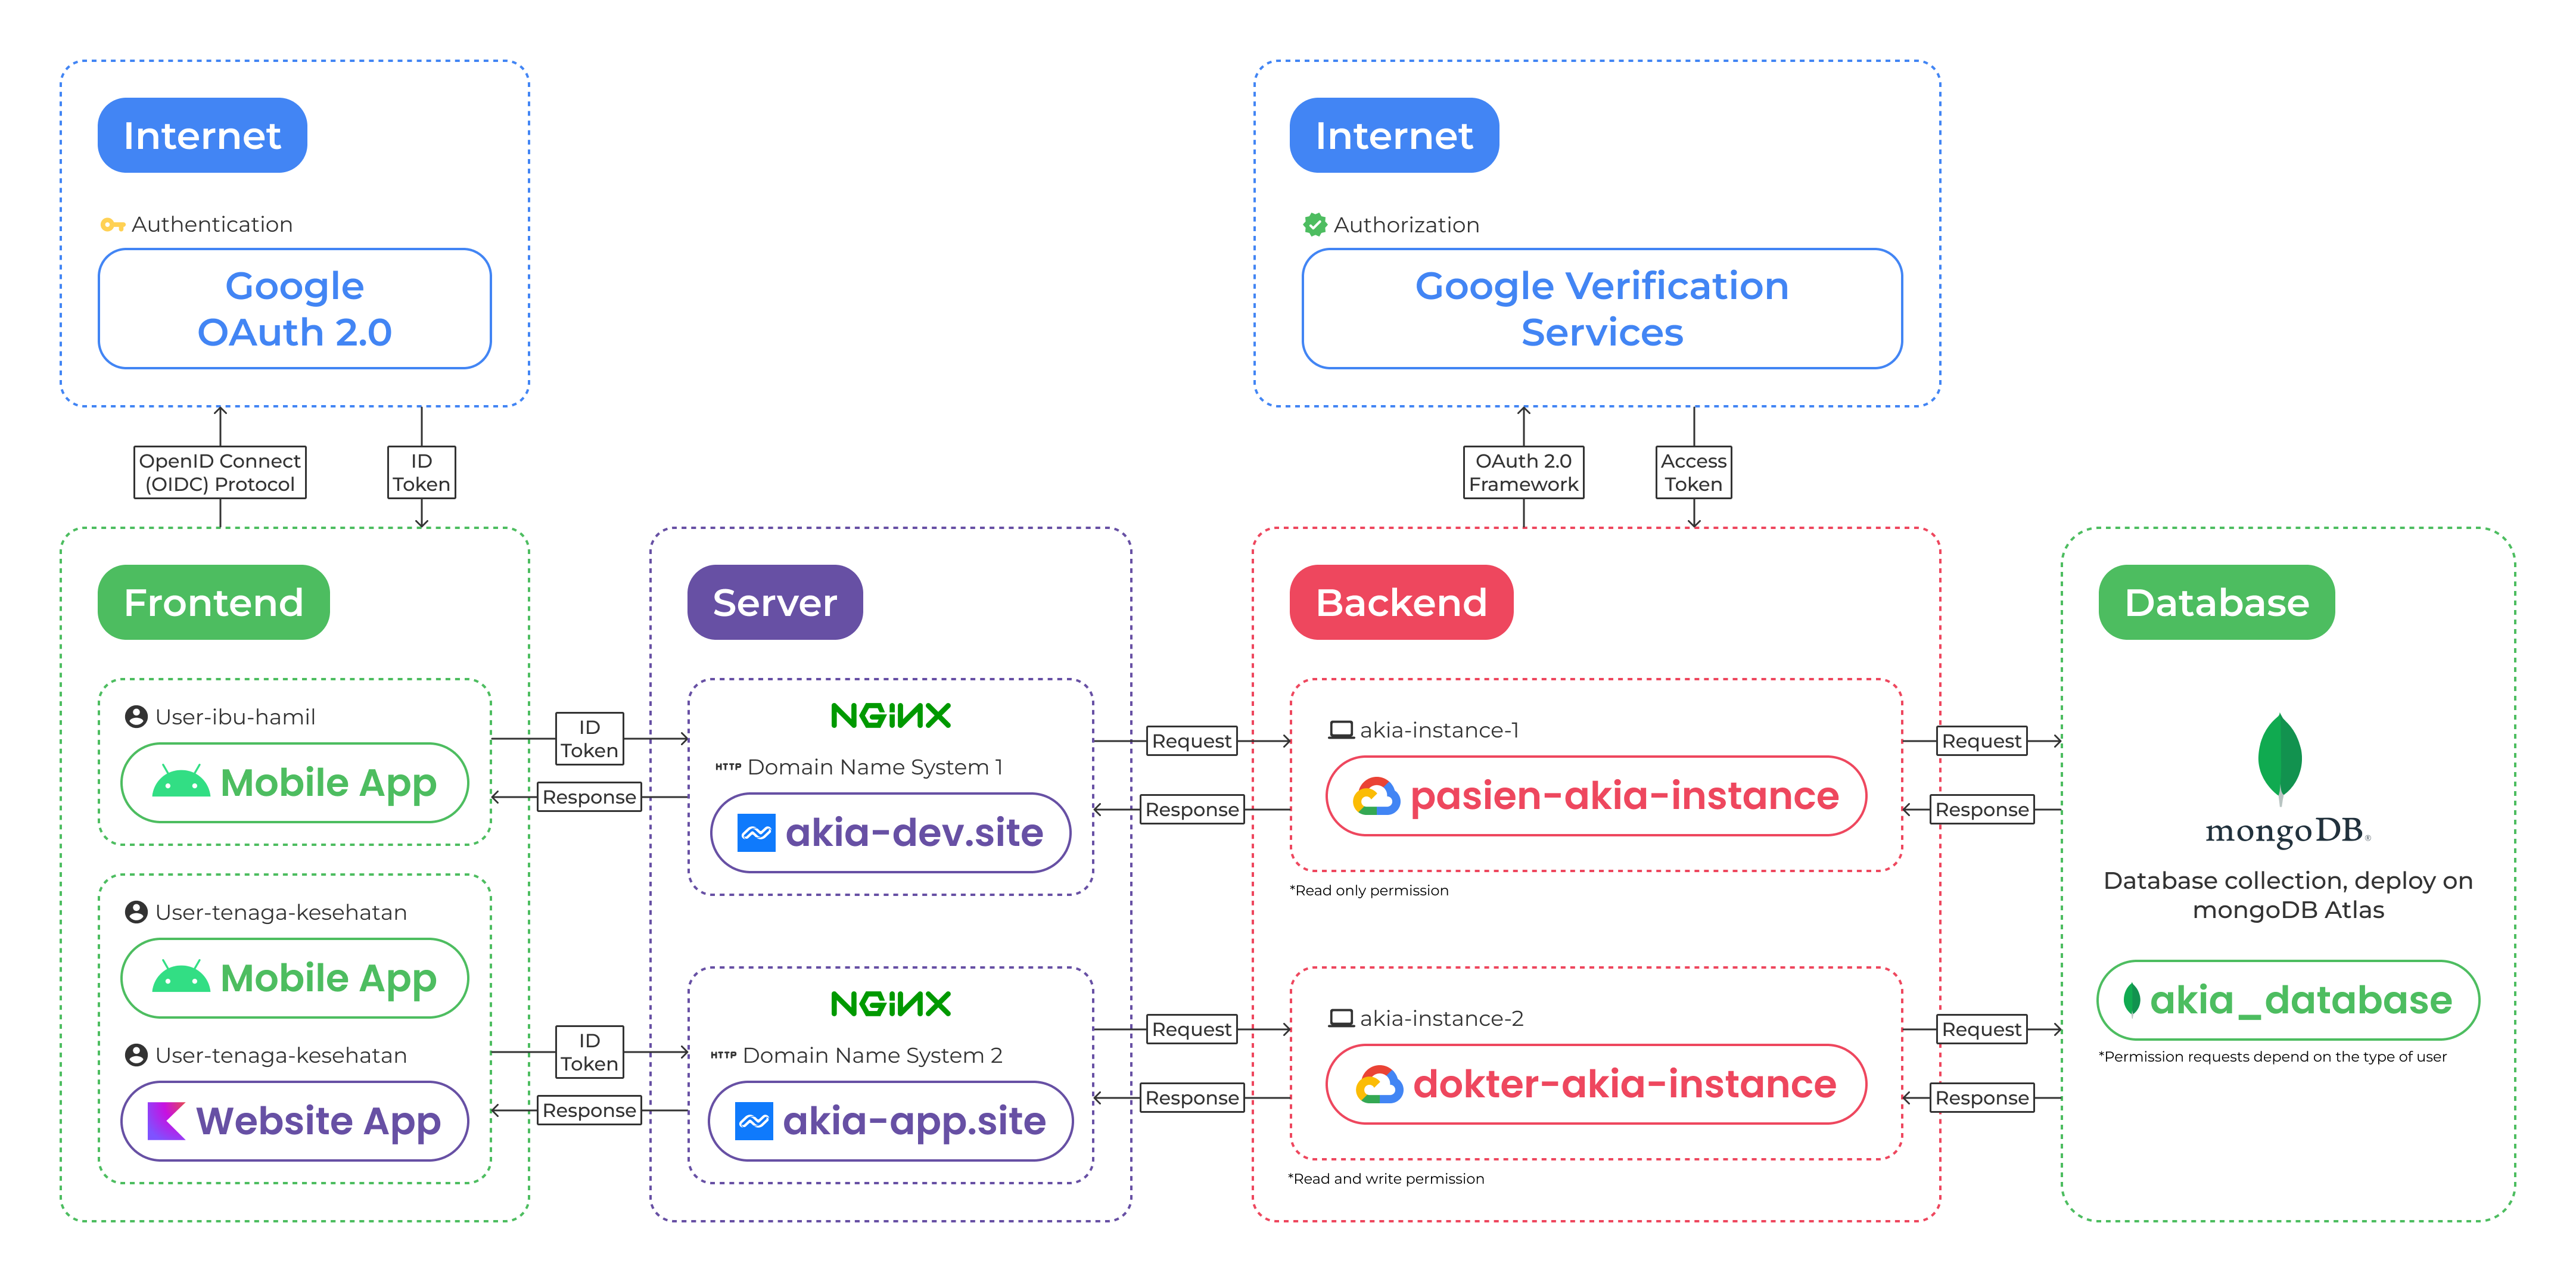 Internet
Authentication
Google
OAuth 2.0
Internet
Authorization
Google Verification
Services
OpenID Connect
(OIDC) Protocol
ID
Token
OAuth 2.0
Framework
Access
Token
Frontend
User-ibu-hamil
Mobile App
User-tenaga-kesehatan
Mobile App
User-tenaga-kesehatan
Website App
ID
Token
Response
ID
Token
Response
Server
NGINX
HTTP Domain Name System 1
akia-dev.site
NGINX
HTTP Domain Name System 2
akia-app.site
Request
Response
Request
Response
Backend
akia-instance-1
pasien-akia-instance
*Read only permission
akia-instance-2
dokter-akia-instance
*Read and write permission
Request
Response
Request
Response
Database
mongoDB®
Database collection, deploy on
mongoDB Atlas
akia_database
*Permission requests depend on the type of user